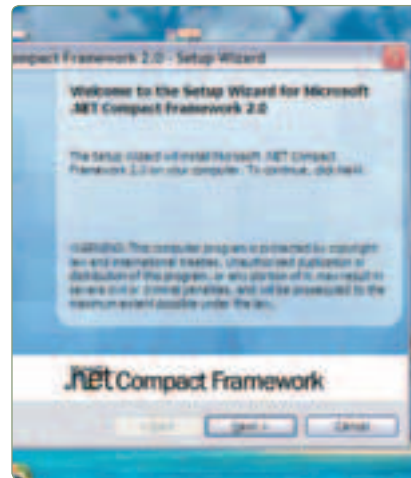 ompact Framework 2.0 - Setup Wizard
Welcome to the Setup Wizard for Microsoft
.NET Compact Framework 2.0
The Setup Wizard will install Microsoft .NET Compact
Framework 2.0 on your computer. To continue, click Next.
WARNING: This computer program is protected by copyright
law and international treaties. Unauthorized duplication or
distribution of this program, or any portion of it, may result in
severe civil or criminal penalties, and will be prosecuted to the
maximum extent possible under the law.
.net Compact Framework
< Back
Next >
Cancel